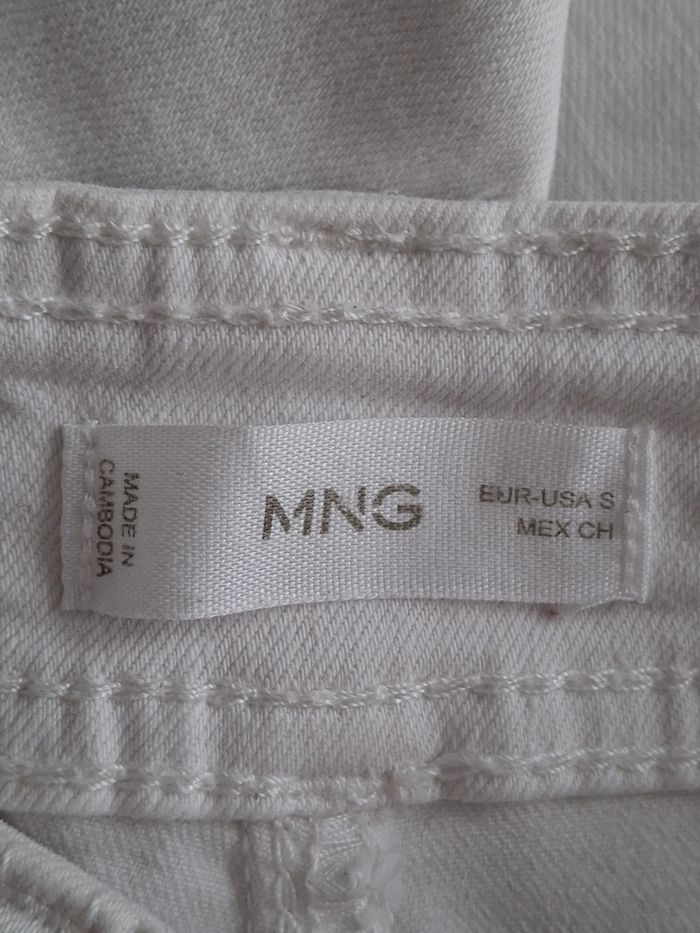 MADE IN
CAMBODIA
MNG
EUR-USA S
MEX CH